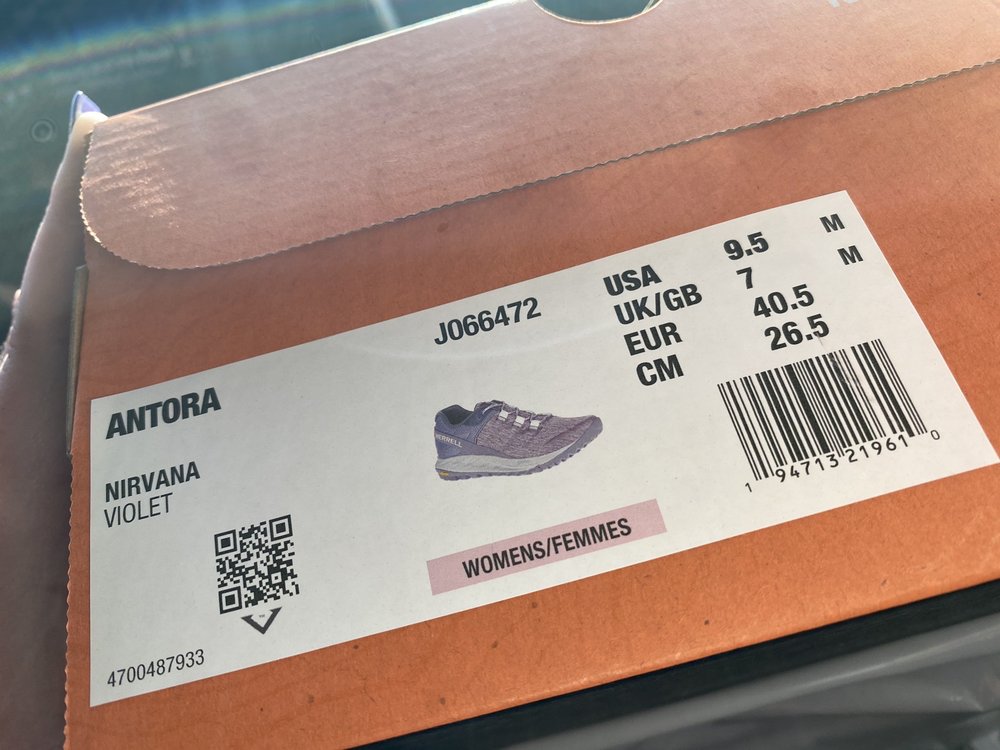 J066472
USA 9.5 M
UK/GB 7 M
EUR 40.5
CM 26.5
ANTORA
NIRVANA
VIOLET
MERRELL
1 94713 21961 0
WOMENS/FEMMES
4700487933